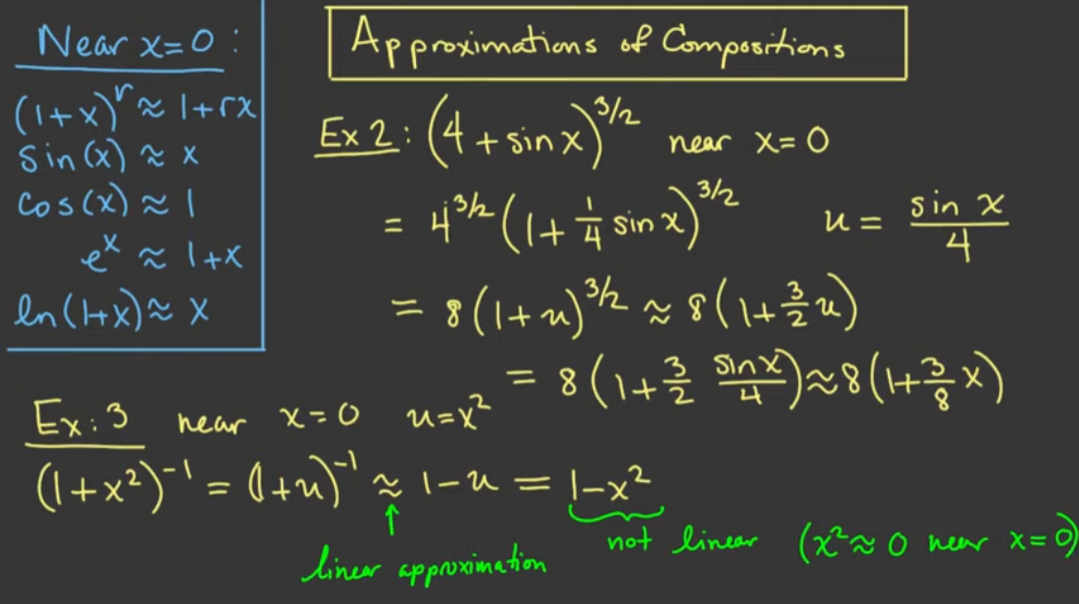 Near x=0:
(1+x)^r ≈ 1+rx
sin(x) ≈ x
cos(x) ≈ 1
e^x ≈ 1+x
ln(1+x) ≈ x
Approximations of Compositions
Ex 2: (4+sin x)^{3/2} near x=0
= 4^{3/2} (1+ 1/4 sin x)^{3/2} u = sin x / 4
= 8(1+u)^{3/2} ≈ 8(1+ 3/2 u)
= 8(1+ 3/2 sin x / 4) ≈ 8(1+ 3/8 x)
Ex: 3 near x=0 u=x^2
(1+x^2)^{-1} = (1+u)^{-1} ≈ 1-u = 1-x^2
↑
linear approximation
not linear (x^2 ≈ 0 near x=0)